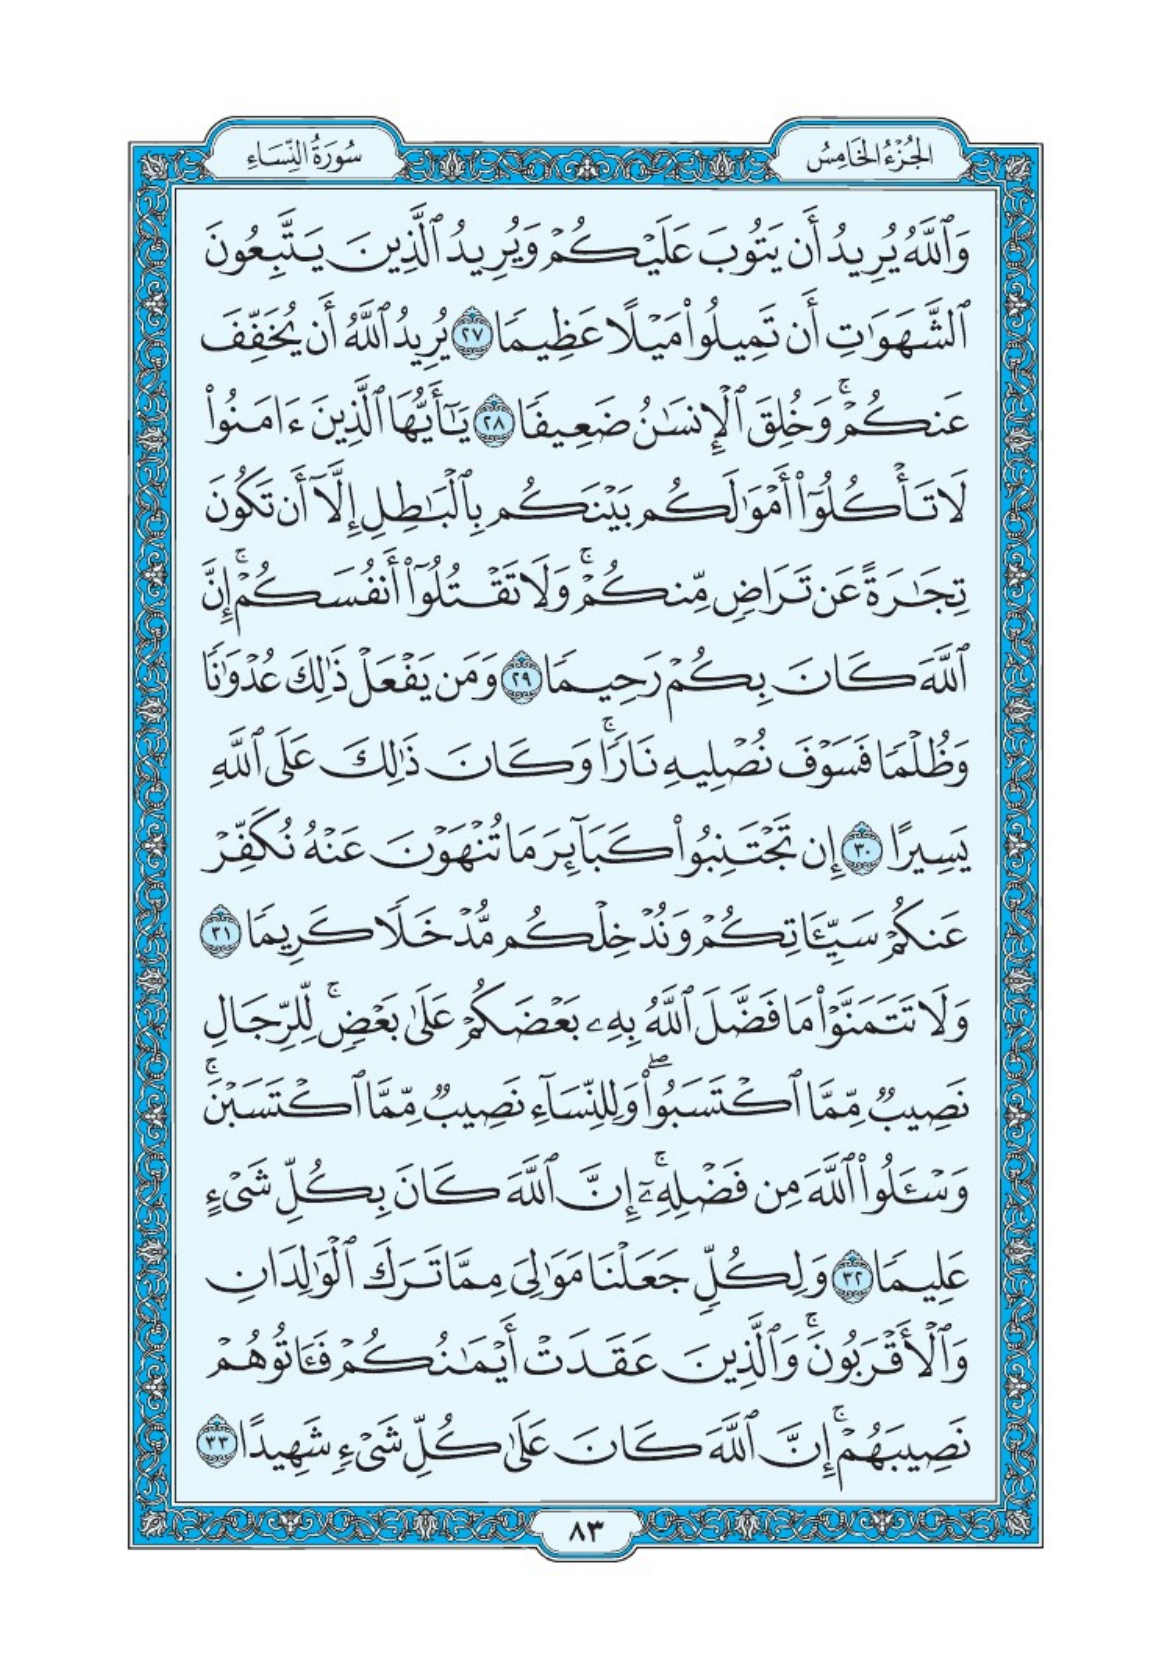 الجُزْءُ الخَامِسُ
سُورَةُ النِّسَاءِ
وَٱللَّهُ يُرِيدُ أَن يَتُوبَ عَلَيْكُمْ وَيُرِيدُ ٱلَّذِينَ يَتَّبِعُونَ
ٱلشَّهَوَٰتِ أَن تَمِيلُوا۟ مَيْلًا عَظِيمًا ٢٧ يُرِيدُ ٱللَّهُ أَن يُخَفِّفَ
عَنكُمْ ۚ وَخُلِقَ ٱلْإِنسَٰنُ ضَعِيفًا ٢٨ يَٰٓأَيُّهَا ٱلَّذِينَ ءَامَنُوا۟
لَا تَأْكُلُوٓا۟ أَمْوَٰلَكُم بَيْنَكُم بِٱلْبَٰطِلِ إِلَّآ أَن تَكُونَ
تِجَٰرَةً عَن تَرَاضٍ مِّنكُمْ ۚ وَلَا تَقْتُلُوٓا۟ أَنفُسَكُمْ ۚ إِنَّ
ٱللَّهَ كَانَ بِكُمْ رَحِيمًا ٢٩ وَمَن يَفْعَلْ ذَٰلِكَ عُدْوَٰنًا
وَظُلْمًا فَسَوْفَ نُصْلِيهِ نَارًا ۚ وَكَانَ ذَٰلِكَ عَلَى ٱللَّهِ
يَسِيرًا ٣٠ إِن تَجْتَنِبُوا۟ كَبَآئِرَ مَا تُنْهَوْنَ عَنْهُ نُكَفِّرْ
عَنكُمْ سَيِّـَٔاتِكُمْ وَنُدْخِلْكُم مُّدْخَلًا كَرِيمًا ٣١
وَلَا تَتَمَنَّوْا۟ مَا فَضَّلَ ٱللَّهُ بِهِۦ بَعْضَكُمْ عَلَىٰ بَعْضٍ ۚ لِّلرِّجَالِ
نَصِيبٌ مِّمَّا ٱكْتَسَبُوا۟ ۖ وَلِلنِّسَآءِ نَصِيبٌ مِّمَّا ٱكْتَسَبْنَ ۚ
وَسْـَٔلُوا۟ ٱللَّهَ مِن فَضْلِهِۦٓ ۚ إِنَّ ٱللَّهَ كَانَ بِكُلِّ شَىْءٍ
عَلِيمًا ٣٢ وَلِكُلٍّ جَعَلْنَا مَوَٰلِىَ مِمَّا تَرَكَ ٱلْوَٰلِدَانِ
وَٱلْأَقْرَبُونَ ۚ وَٱلَّذِينَ عَقَدَتْ أَيْمَٰنُكُمْ فَـَٔاتُوهُمْ
نَصِيبَهُمْ ۚ إِنَّ ٱللَّهَ كَانَ عَلَىٰ كُلِّ شَىْءٍ شَهِيدًا ٣٣
٨٣